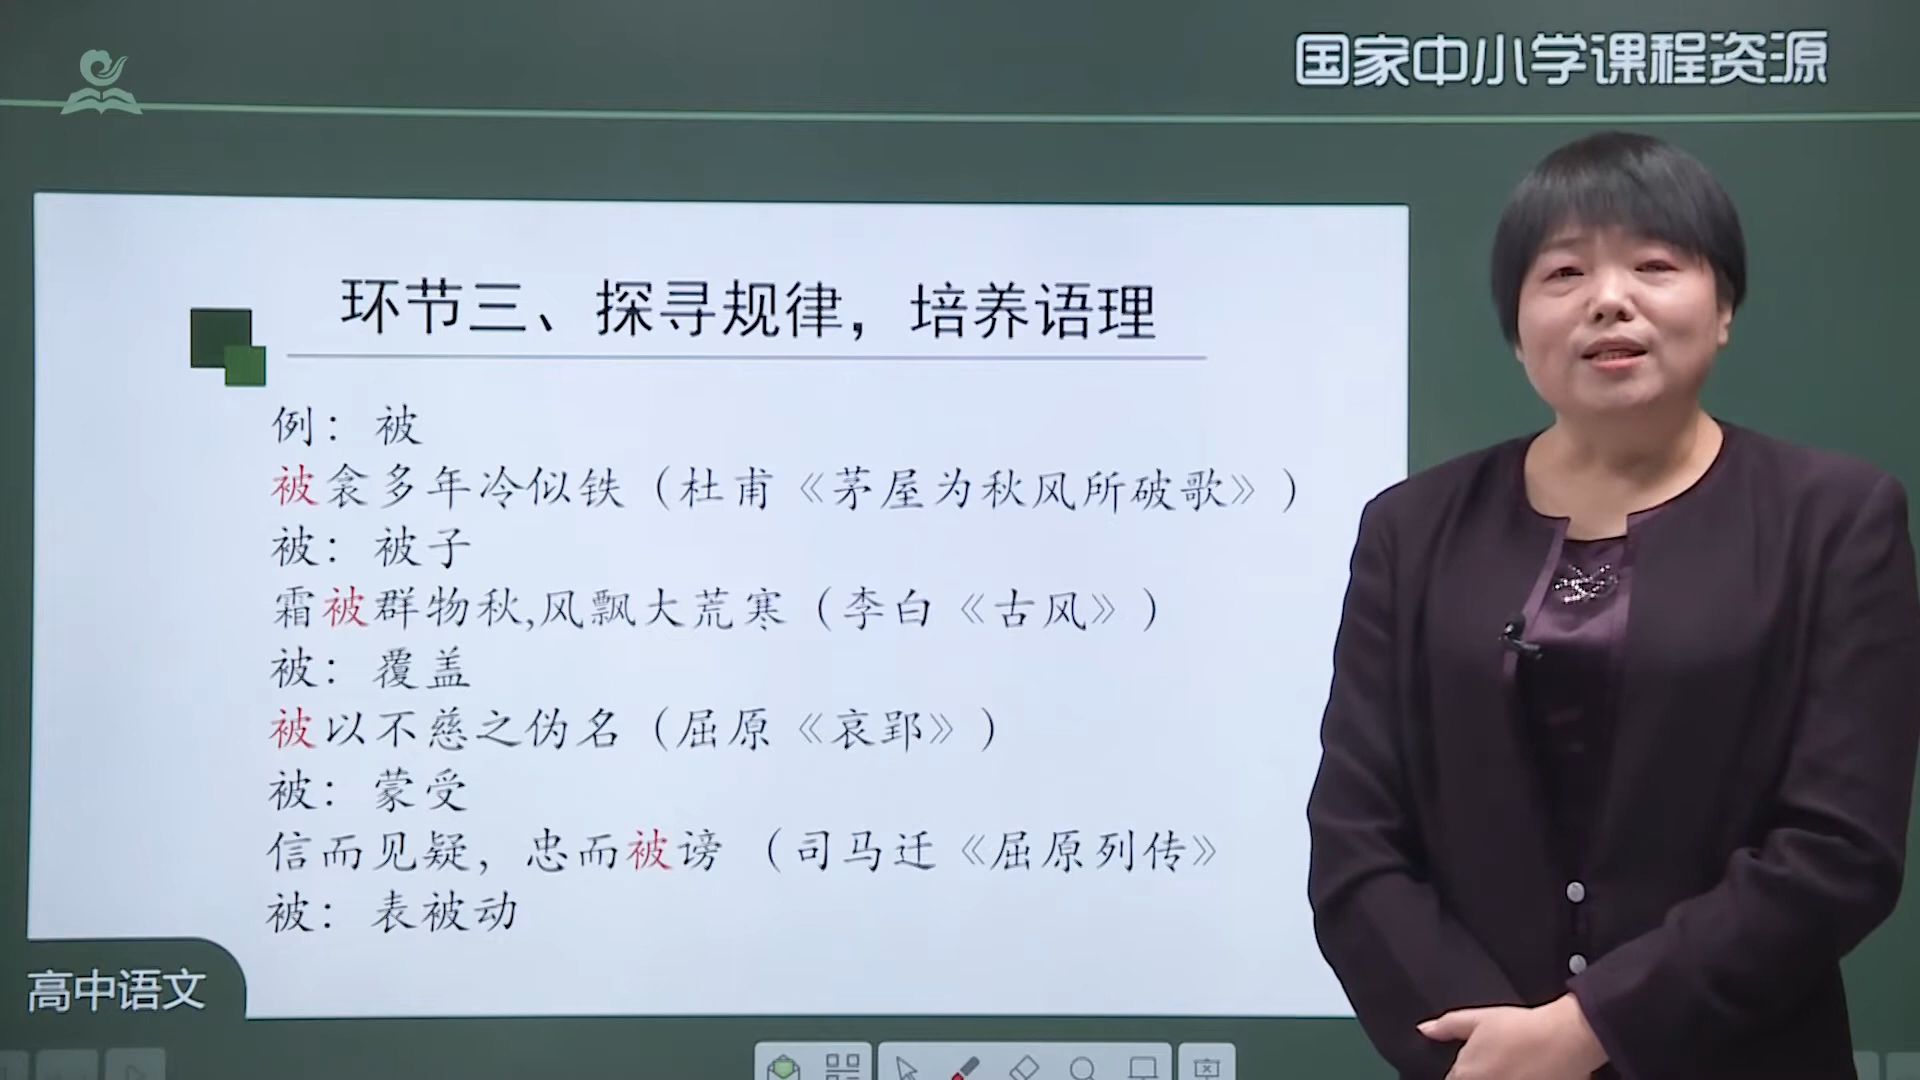 国家中小学课程资源
环节三、探寻规律，培养语理
例：被
被衾多年冷似铁（杜甫《茅屋为秋风所破歌》）
被：被子
霜被群物秋,风飘大荒寒（李白《古风》）
被：覆盖
被以不慈之伪名（屈原《哀郢》）
被：蒙受
信而见疑，忠而被谤（司马迁《屈原列传》
被：表被动
高中语文